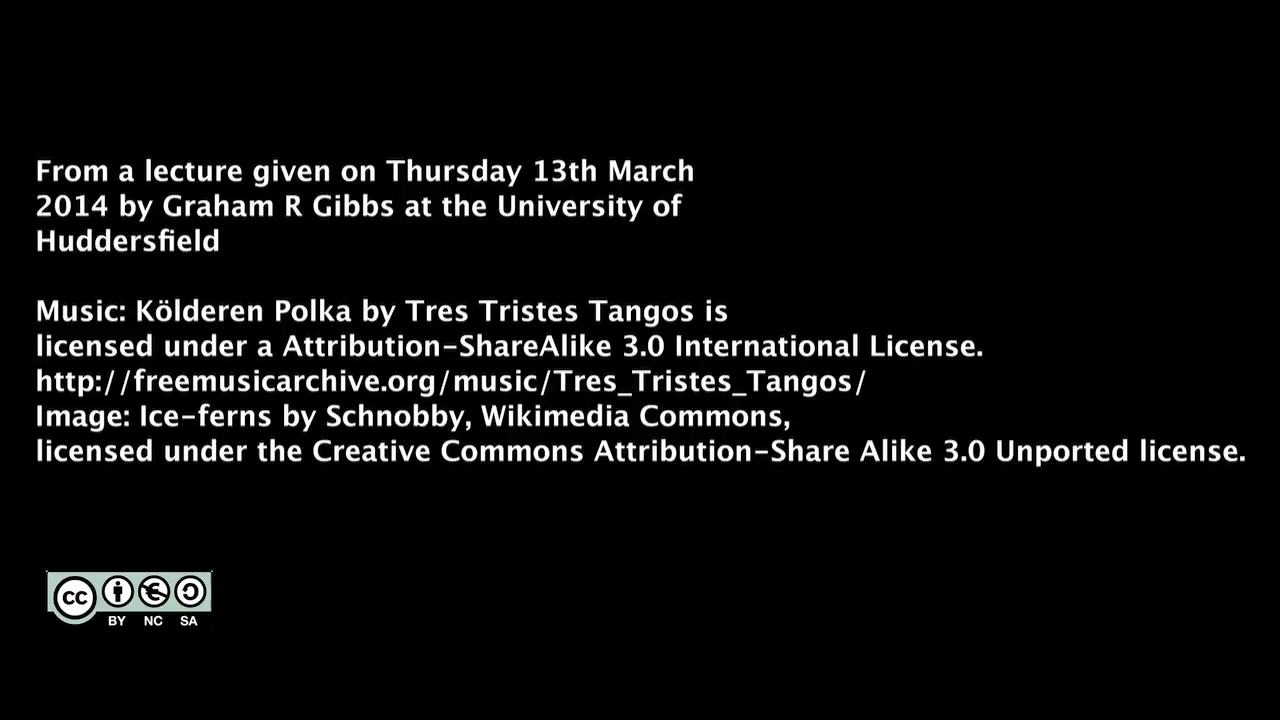 From a lecture given on Thursday 13th March
2014 by Graham R Gibbs at the University of
Huddersfield
Music: Kölderen Polka by Tres Tristes Tangos is
licensed under a Attribution-ShareAlike 3.0 International License.
http://freemusicarchive.org/music/Tres_Tristes_Tangos/
Image: Ice-ferns by Schnobby, Wikimedia Commons,
licensed under the Creative Commons Attribution-Share Alike 3.0 Unported license.
cc
BY NC SA